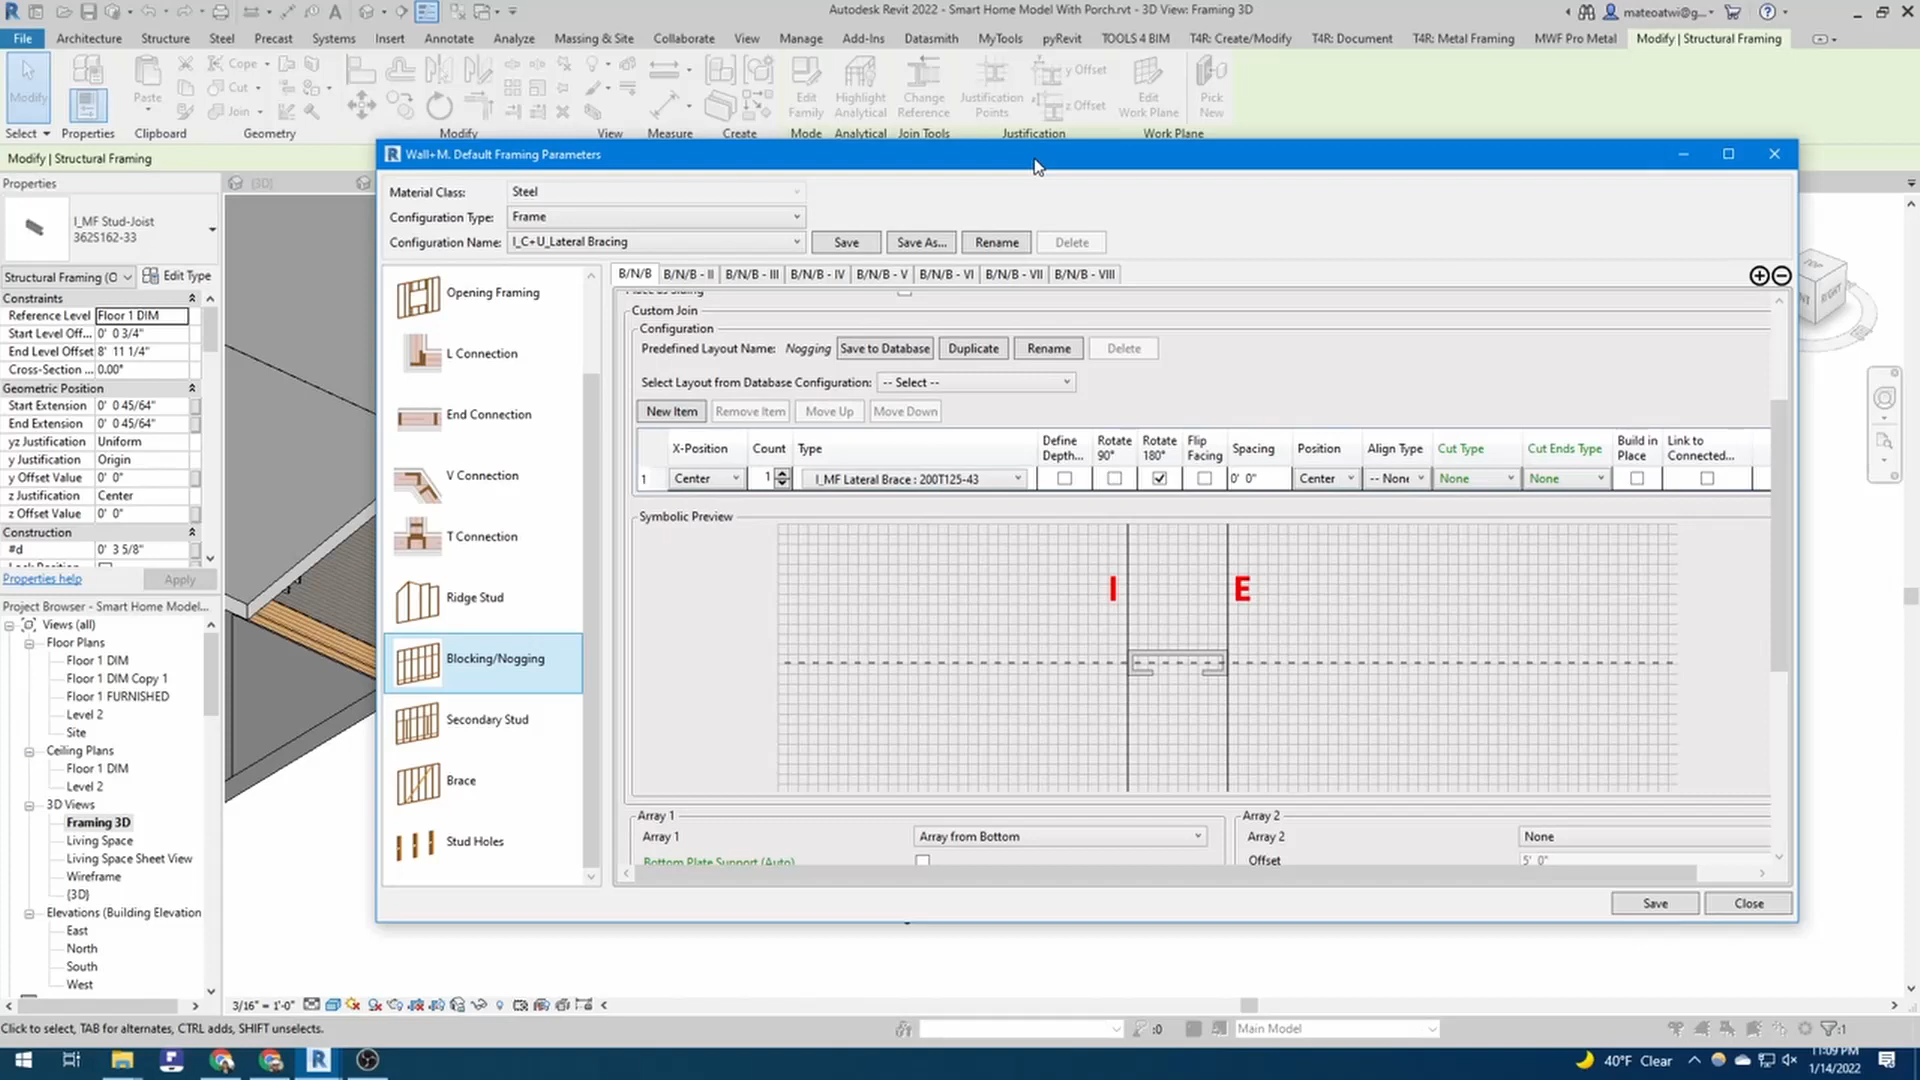 Autodesk Revit 2022 - Smart Home Model With Porch.rvt - 3D View: Framing 3D
mateoatwi@g...
File Architecture Structure Steel Precast Systems Insert Annotate Analyze Massing & Site Collaborate View Manage Add-Ins Datasmith MyTools pyRevit TOOLS 4 BIM T4R: Create/Modify T4R: Document T4R: Metal Framing MWF Pro Metal Modify | Structural Framing
Modify
Paste
Cope
Cut
Join
Edit Family
Highlight Analytical
Change Reference
Justification Points
y Offset
z Offset
Edit Work Plane
Pick New
Select Properties Clipboard Geometry Modify View Measure Create Mode Analytical Join Tools Justification Work Plane
Modify | Structural Framing
Properties
I_MF Stud-Joist
362S162-33
Structural Framing (O
Edit Type
Constraints
Reference Level Floor 1 DIM
Start Level Off... 0' 0 3/4"
End Level Offset 8' 11 1/4"
Cross-Section ... 0.00"
Geometric Position
Start Extension 0' 0 45/64"
End Extension 0' 0 45/64"
yz Justification Uniform
y Justification Origin
y Offset Value 0' 0"
z Justification Center
z Offset Value 0' 0"
Construction
#d 0' 3 5/8"
Properties help
Apply
Project Browser - Smart Home Model...
Views (all)
Floor Plans
Floor 1 DIM
Floor 1 DIM Copy 1
Floor 1 FURNISHED
Level 2
Site
Ceiling Plans
Floor 1 DIM
Level 2
3D Views
Framing 3D
Living Space
Living Space Sheet View
Wireframe
{3D}
Elevations (Building Elevation
East
North
South
West
{3D}
Wall+M. Default Framing Parameters
Material Class: Steel
Configuration Type: Frame
Configuration Name: I_C+U_Lateral Bracing
Save Save As... Rename Delete
Opening Framing
L Connection
End Connection
V Connection
T Connection
Ridge Stud
Blocking/Nogging
Secondary Stud
Brace
Stud Holes
B/N/B B/N/B - II B/N/B - III B/N/B - IV B/N/B - V B/N/B - VI B/N/B - VII B/N/B - VIII
Custom Join
Configuration
Predefined Layout Name: Nogging Save to Database Duplicate Rename Delete
Select Layout from Database Configuration: -- Select --
New Item Remove Item Move Up Move Down
X-Position Count Type Define Depth... Rotate 90° Rotate 180° Flip Facing Spacing Position Align Type Cut Type Cut Ends Type Build in Place Link to Connected...
1 Center 1 I_MF Lateral Brace : 200T125-43 0' 0" Center -- None None None
Symbolic Preview
I E
Array 1
Array 1 Array from Bottom
Bottom Plate Support (Auto)
Array 2
Array 2 None
Offset 5' 0"
Save Close
TOP
RIGHT
3/16" = 1'-0"
Click to select, TAB for alternates, CTRL adds, SHIFT unselects.
:0
Main Model
:1
40°F Clear
11:09 PM
1/14/2022